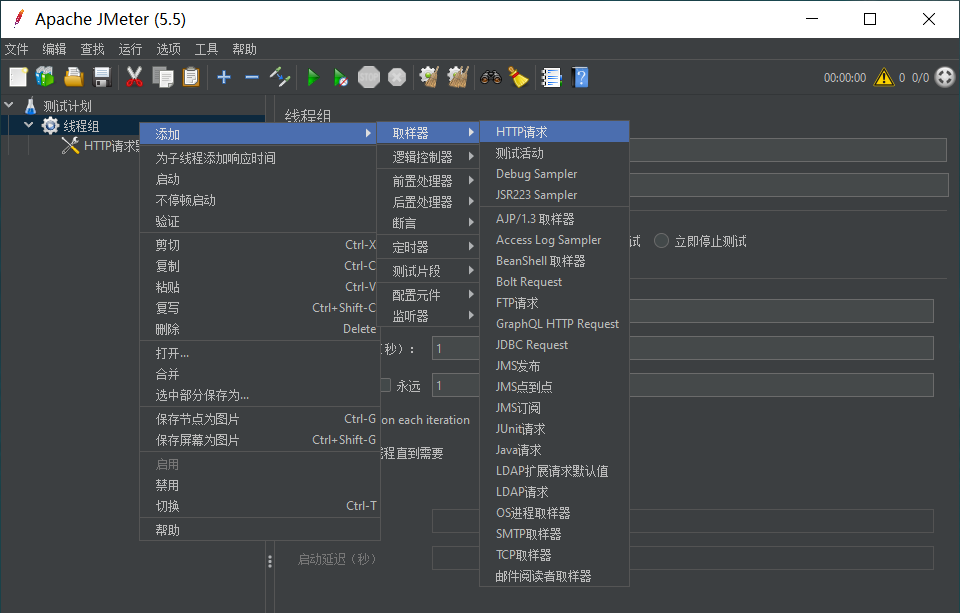 Apache JMeter (5.5)
文件 编辑 查找 运行 选项 工具 帮助
STOP 00:00:00 0 0/0
测试计划
线程组
HTTP请求
线程组
添加
为子线程添加响应时间
启动
不停顿启动
验证
剪切 Ctrl-X
复制 Ctrl-C
粘贴 Ctrl-V
复写 Ctrl+Shift-C
删除 Delete
打开...
合并
选中部分保存为...
保存节点为图片 Ctrl-G
保存屏幕为图片 Ctrl+Shift-G
启用
禁用
切换 Ctrl-T
帮助
取样器
逻辑控制器
前置处理器
后置处理器
断言
定时器
测试片段
配置元件
监听器
HTTP请求
测试活动
Debug Sampler
JSR223 Sampler
AJP/1.3 取样器
Access Log Sampler
BeanShell 取样器
Bolt Request
FTP请求
GraphQL HTTP Request
JDBC Request
JMS发布
JMS点到点
JMS订阅
JUnit请求
Java请求
LDAP扩展请求默认值
LDAP请求
OS进程取样器
SMTP取样器
TCP取样器
邮件阅读者取样器
试 立即停止测试
(秒)： 1
永远 1
on each iteration
程直到需要
启动延迟（秒）